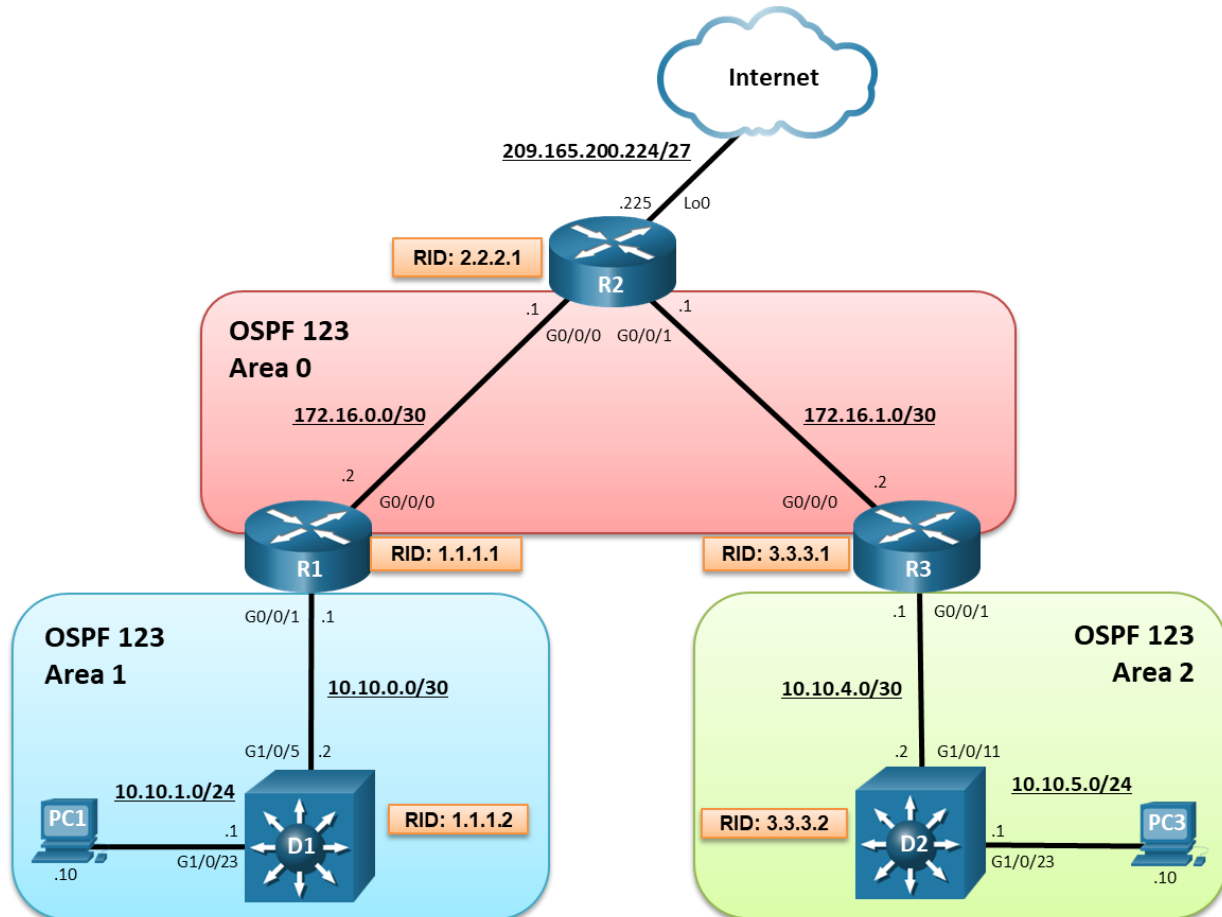 Internet
209.165.200.224/27
.225
Lo0
RID: 2.2.2.1
R2
.1
.1
G0/0/0
G0/0/1
OSPF 123
Area 0
172.16.0.0/30
172.16.1.0/30
.2
.2
G0/0/0
G0/0/0
R1
RID: 1.1.1.1
RID: 3.3.3.1
R3
G0/0/1
.1
.1
G0/0/1
OSPF 123
Area 1
OSPF 123
Area 2
10.10.0.0/30
10.10.4.0/30
G1/0/5
.2
.2
G1/0/11
10.10.1.0/24
10.10.5.0/24
PC1
.1
D1
RID: 1.1.1.2
RID: 3.3.3.2
D2
.1
PC3
G1/0/23
G1/0/23
.10
.10